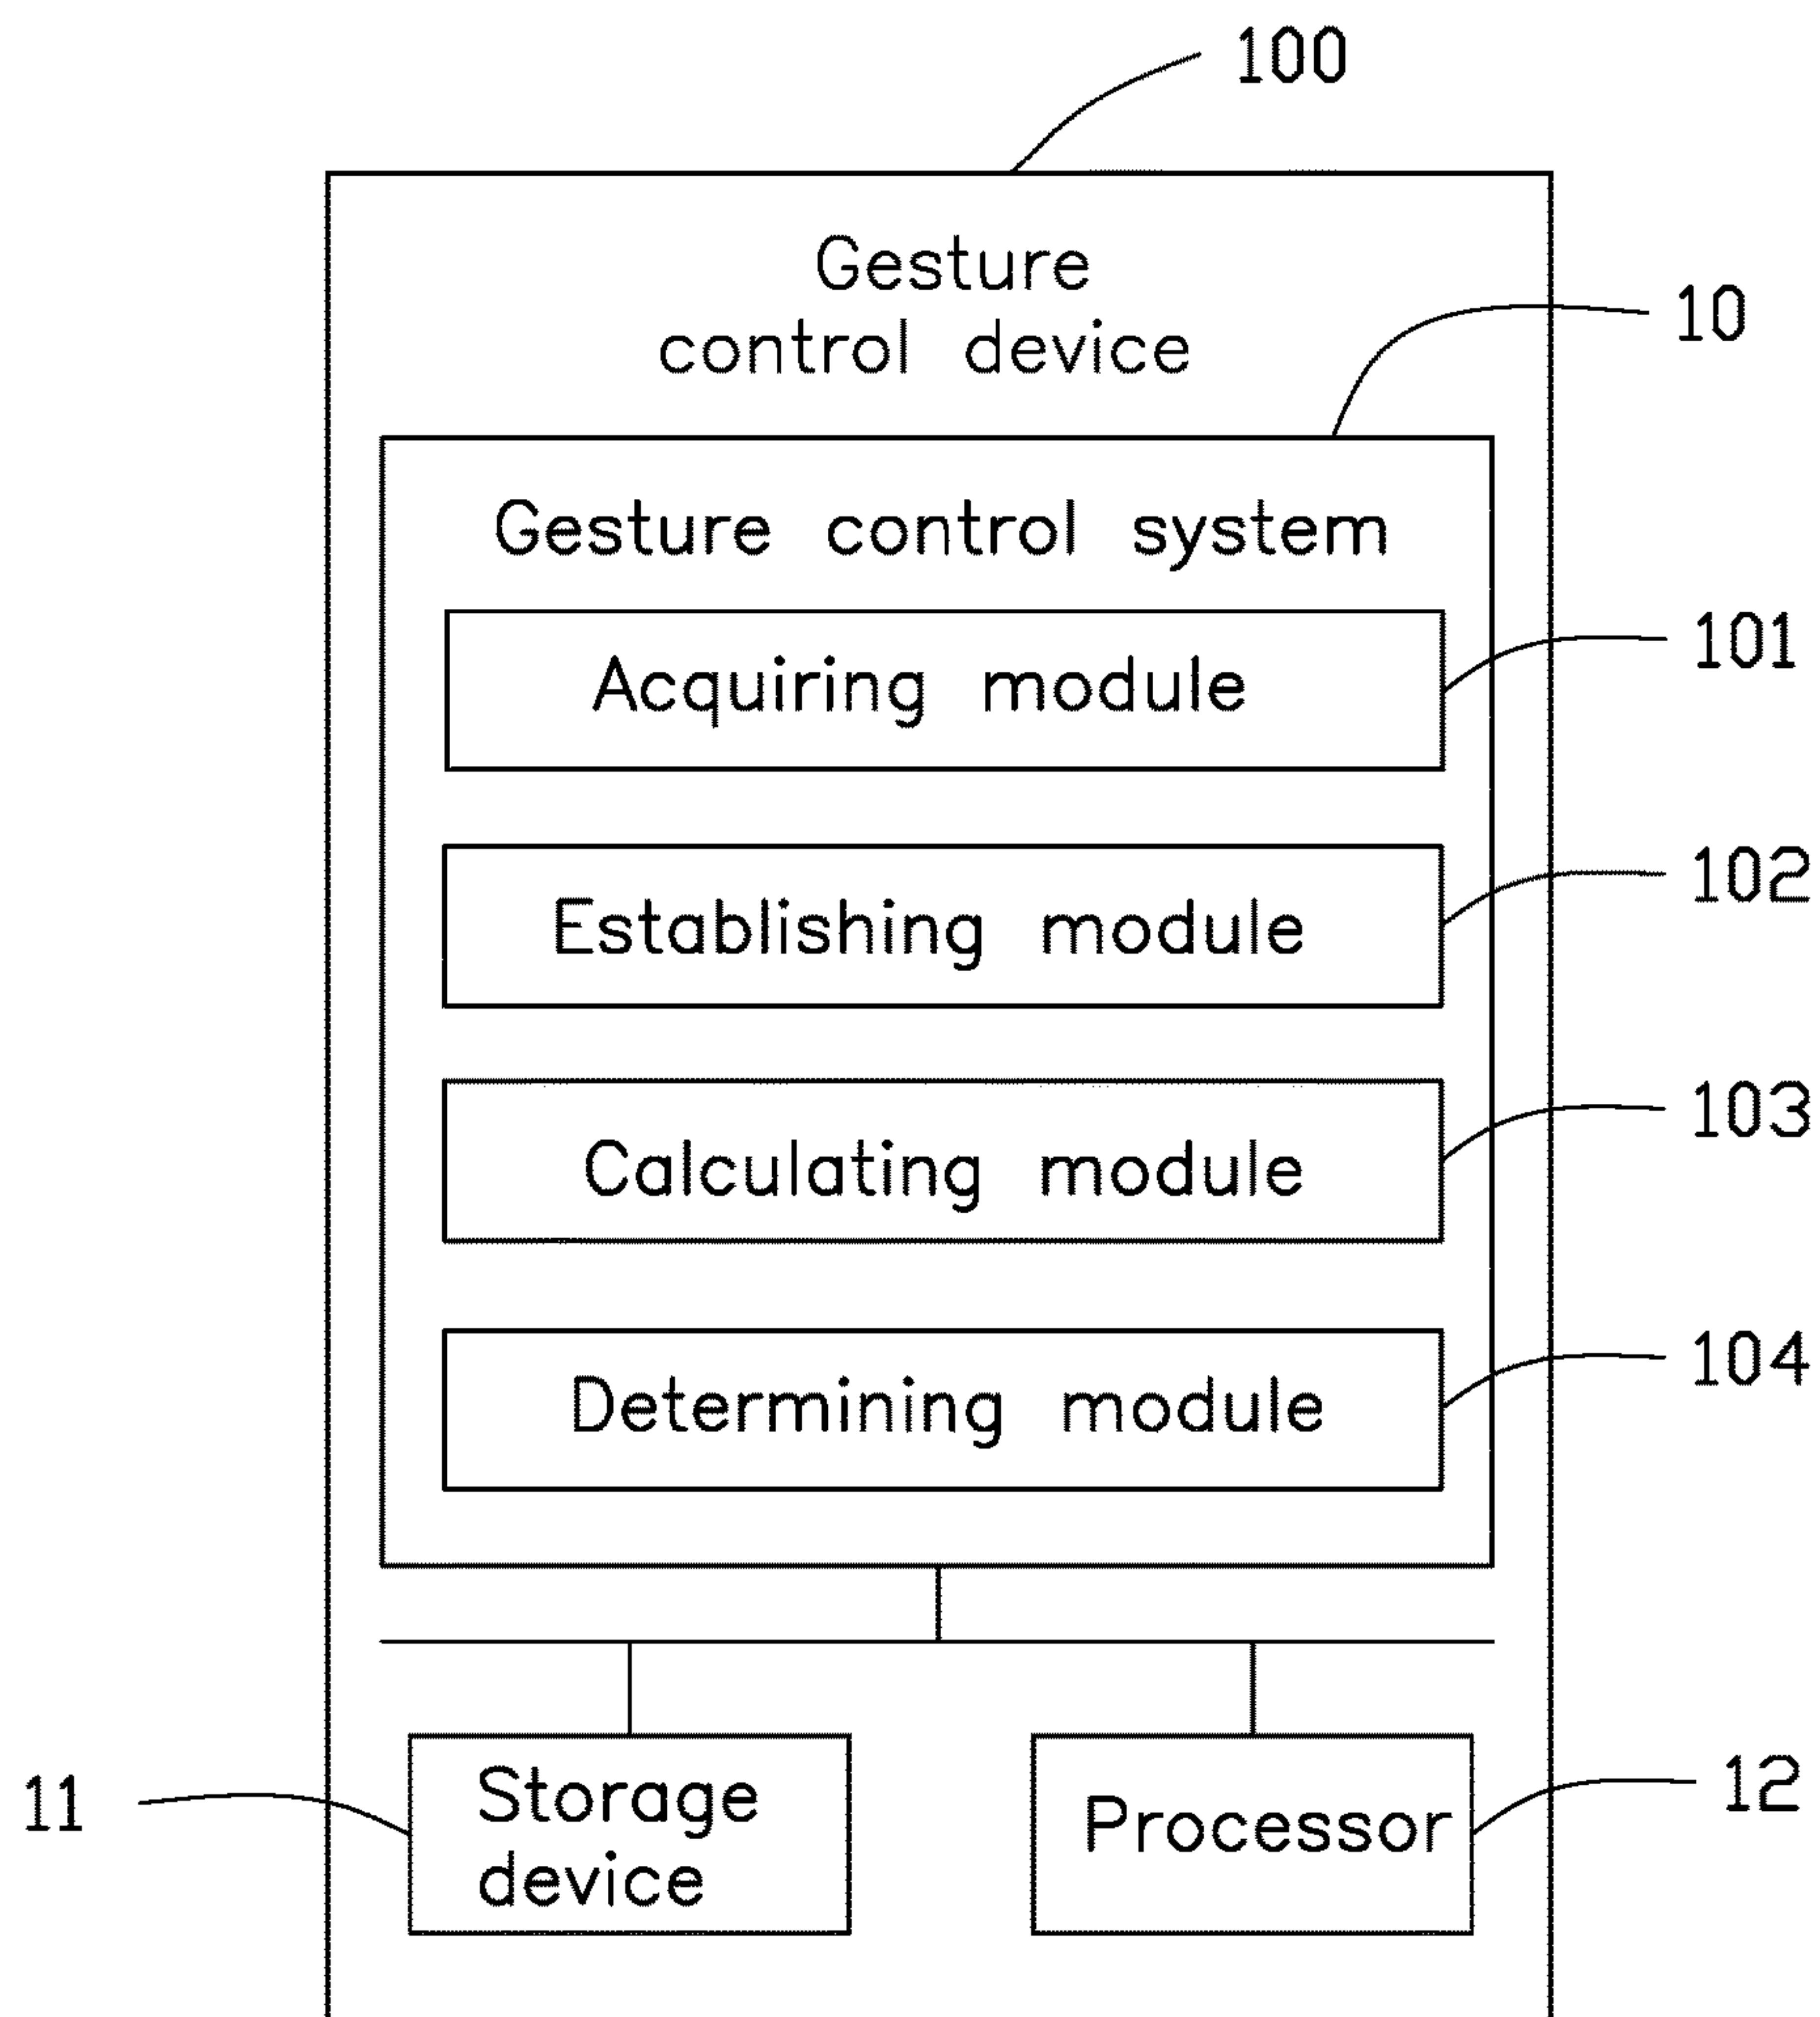 100
Gesture
control device
10
Gesture control system
Acquiring module
101
Establishing module
102
Calculating module
103
Determining module
104
11
Storage
device
Processor
12